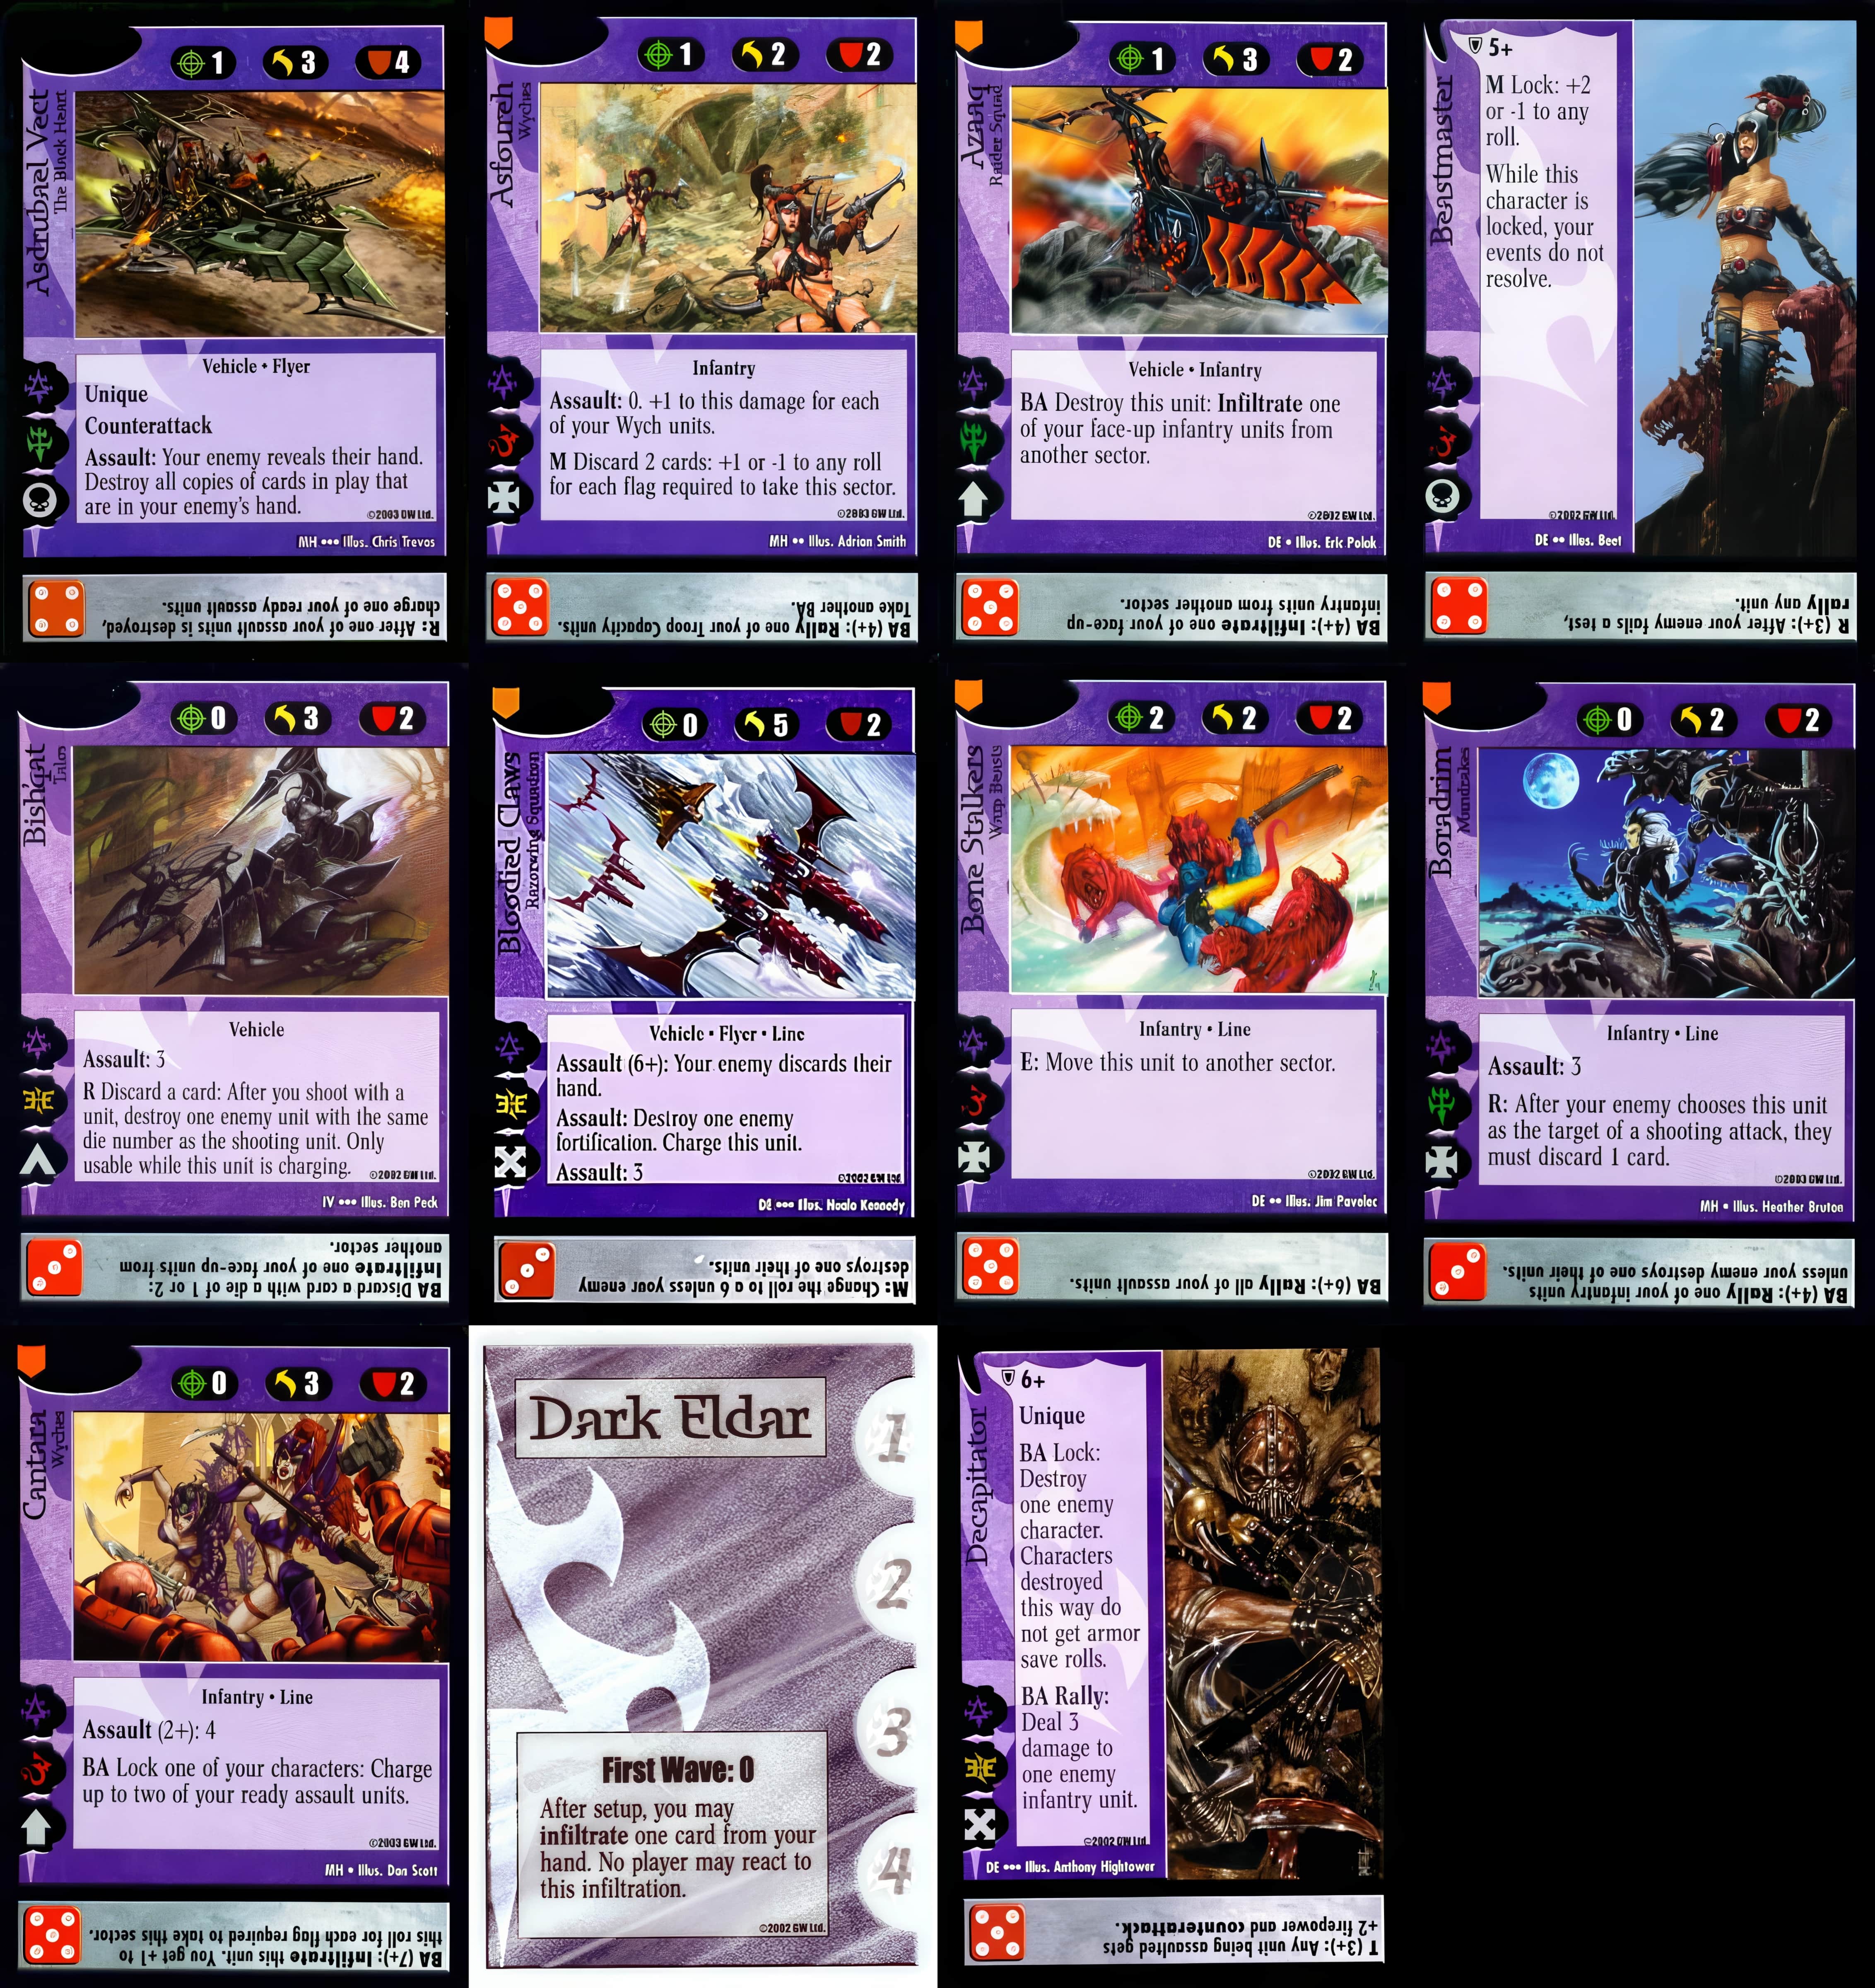 Asdrubael Vect
The Black Heart
1 3 4
Vehicle • Flyer
Unique
Counterattack
Assault: Your enemy reveals their hand.
Destroy all copies of cards in play that
are in your enemy's hand.
©2003 GW Ltd.
MH ••• Illus. Chris Trevas
R: After one of your assault units is destroyed,
charge one of your ready assault units.
Asfoureh
Wyches
1 2 2
Infantry
Assault: 0. +1 to this damage for each
of your Wych units.
M Discard 2 cards: +1 or -1 to any roll
for each flag required to take this sector.
©2003 GW Ltd.
MH •• Illus. Adrian Smith
BA (4+): Rally one of your Troop Capacity units.
Take another BA.
Azaaq
Raider Squad
1 3 2
Vehicle • Infantry
BA Destroy this unit: Infiltrate one
of your face-up infantry units from
another sector.
©2002 GW Ltd.
DE • Illus. Eric Polak
BA (4+): Infiltrate one of your face-up
infantry units from another sector.
Beastmaster
5+
M Lock: +2
or -1 to any
roll.
While this
character is
locked, your
events do not
resolve.
©2002 GW Ltd.
DE •• Illus. Beet
R (3+): After your enemy fails a test,
rally any unit.
Bish'qat
Talos
0 3 2
Vehicle
Assault: 3
R Discard a card: After you shoot with a
unit, destroy one enemy unit with the same
die number as the shooting unit. Only
usable while this unit is charging.
©2002 GW Ltd.
IV ••• Illus. Ben Peck
BA Discard a card with a die of 1 or 2:
Infiltrate one of your face-up units from
another sector.
Bloodied Claws
Razorwing Squadron
0 5 2
Vehicle • Flyer • Line
Assault (6+): Your enemy discards their
hand.
Assault: Destroy one enemy
fortification. Charge this unit.
Assault: 3
©2002 GW Ltd.
DE ••• Illus. Kennedy
M: Change the roll to a 6 unless your enemy
destroys one of their units.
Bone Stalkers
Warp Beasts
2 2 2
Infantry • Line
E: Move this unit to another sector.
©2002 GW Ltd.
DE •• Illus. Jim Pavelec
BA (6+): Rally all of your assault units.
Boradrim
Mandrakes
0 2 2
Infantry • Line
Assault: 3
R: After your enemy chooses this unit
as the target of a shooting attack, they
must discard 1 card.
©2003 GW Ltd.
MH • Illus. Heather Bruton
BA (4+): Rally one of your infantry units
unless your enemy destroys one of their units.
Cantara
Wyches
0 3 2
Infantry • Line
Assault (2+): 4
BA Lock one of your characters: Charge
up to two of your ready assault units.
©2003 GW Ltd.
MH • Illus. Dan Scott
BA (7+): Infiltrate this unit. You get +1 to
this roll for each flag required to take this sector.
Dark Eldar
1
2
3
4
First Wave: 0
After setup, you may
infiltrate one card from your
hand. No player may react to
this infiltration.
©2002 GW Ltd.
Decapitator
6+
Unique
BA Lock:
Destroy
one enemy
character.
Characters
destroyed
this way do
not get armor
save rolls.
BA Rally:
Deal 3
damage to
one enemy
infantry unit.
©2002 GW Ltd
DE ••• Illus. Anthony Hightower
T (3+): Any unit being assaulted gets
+2 firepower and counterattack.